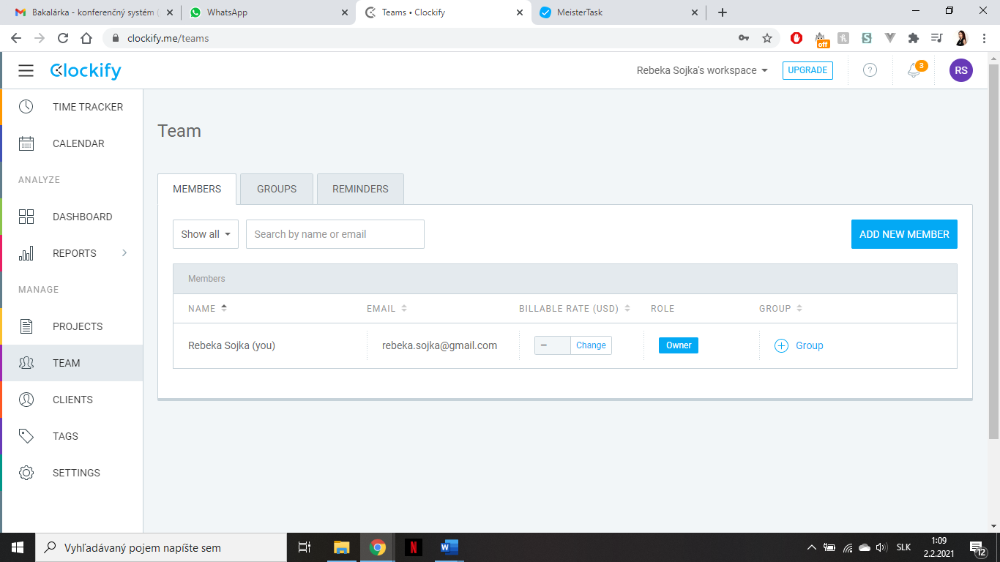 Bakalárka - konferenčný systém (
WhatsApp
Teams • Clockify
MeisterTask
clockify.me/teams
off
Clockify
Rebeka Sojka's workspace
UPGRADE
?
3
RS
TIME TRACKER
CALENDAR
ANALYZE
DASHBOARD
REPORTS
MANAGE
PROJECTS
TEAM
CLIENTS
TAGS
SETTINGS
Team
MEMBERS GROUPS REMINDERS
Show all Search by name or email ADD NEW MEMBER
Members
NAME EMAIL BILLABLE RATE (USD) ROLE GROUP
Rebeka Sojka (you) rebeka.sojka@gmail.com – Change Owner Group
Vyhľadávaný pojem napíšte sem
SLK
1:09
2.2.2021
12